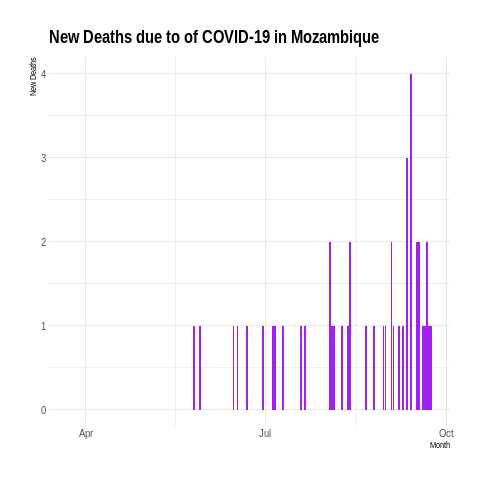 New Deaths due to of COVID-19 in Mozambique
New Deaths
4
3
2
1
0
Apr
Jul
Oct
Month